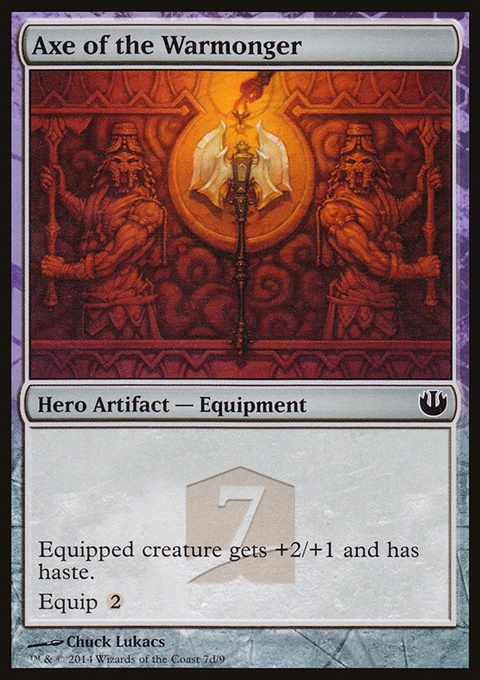 Axe of the Warmonger
Hero Artifact — Equipment
7
Equipped creature gets +2/+1 and has
haste.
Equip 2
Chuck Lukacs
™ & © 2014 Wizards of the Coast 7d/9